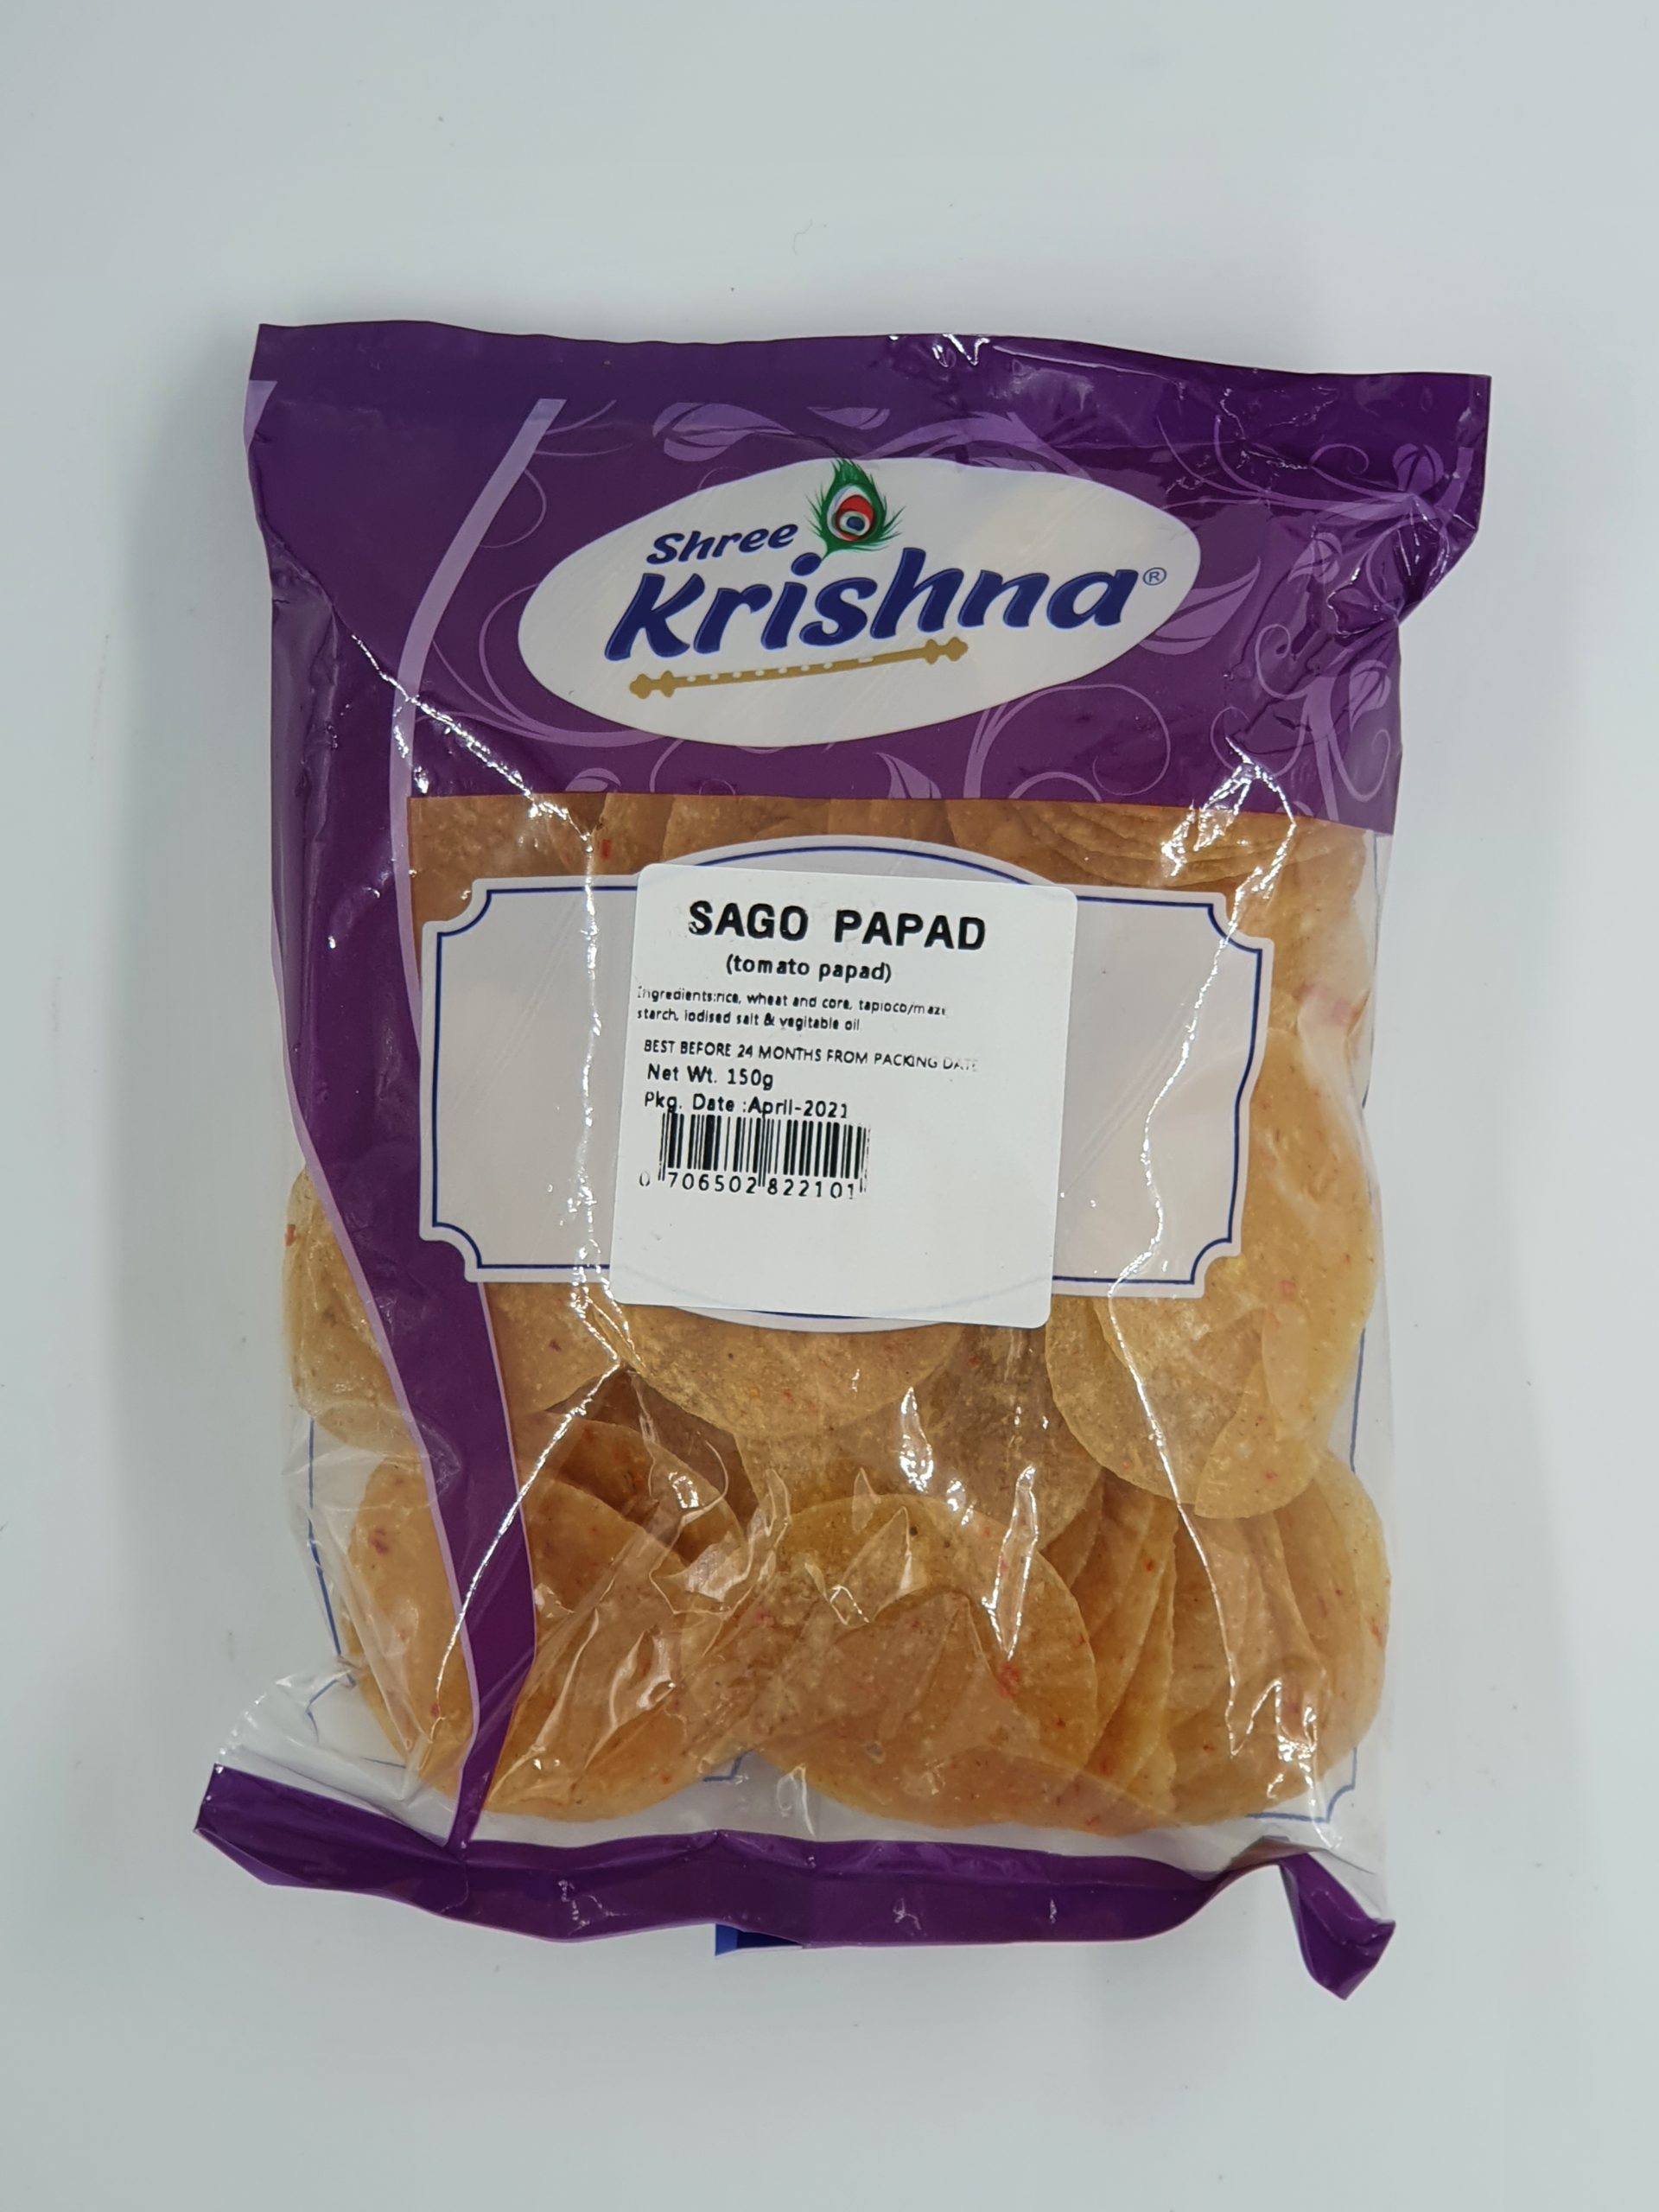 Shree
Krishna®
SAGO PAPAD
(tomato papad)
Ingredients:rice, wheat and core, tapioco/maze
starch, iodised salt & vegitable oil
BEST BEFORE 24 MONTHS FROM PACKING DATE
Net Wt. 150g
Pkg. Date :April-2021
0 706502 822101